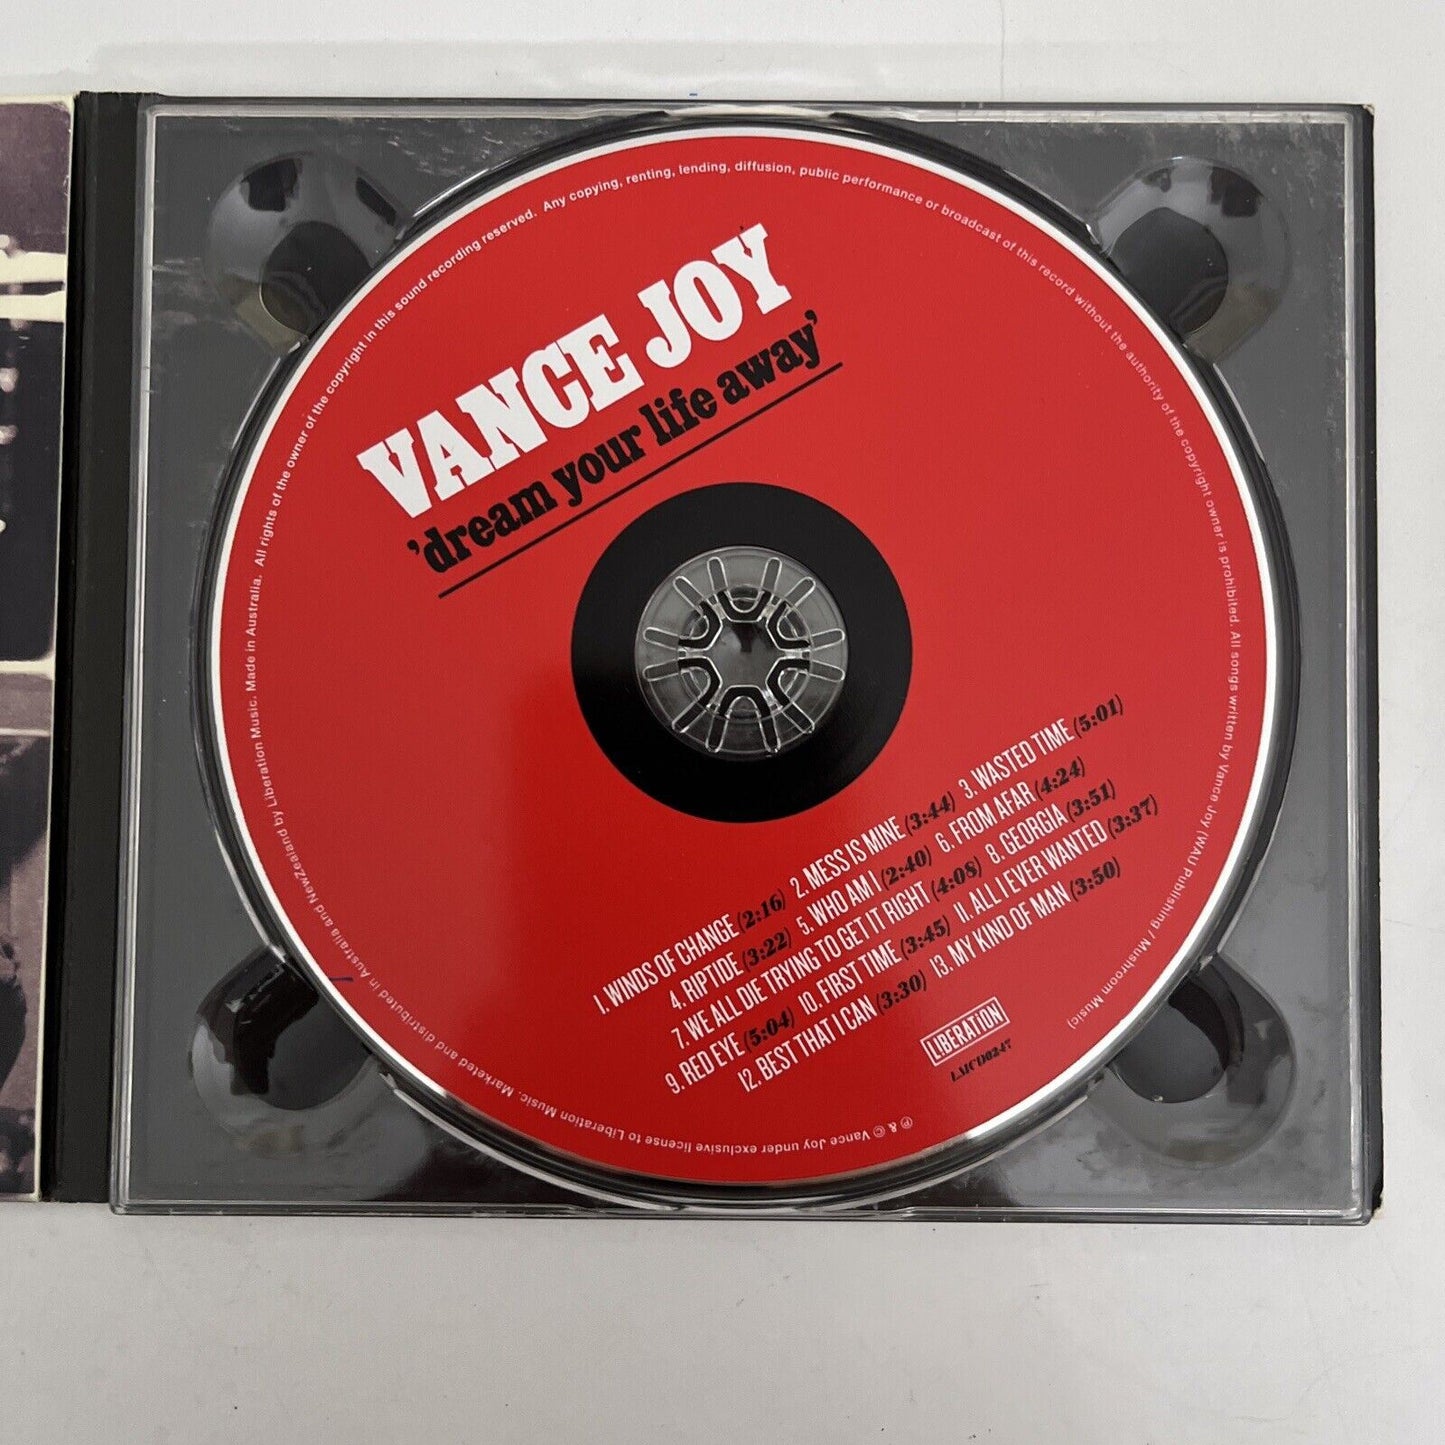 VANCE JOY
'dream your life away'
1. WINDS OF CHANGE (2:16) 2. MESS IS MINE (3:44) 3. WASTED TIME (5:01)
4. RIPTIDE (3:22) 5. WHO AM I (2:40) 6. FROM AFAR (4:24)
7. WE ALL DIE TRYING TO GET IT RIGHT (4:08) 8. GEORGIA (3:51)
9. RED EYE (5:04) 10. FIRST TIME (3:45) 11. ALL I EVER WANTED (3:37)
12. BEST THAT I CAN (3:30) 13. MY KIND OF MAN (3:50)
LIBERATiON
LMCD0247
℗ & © Vance Joy under exclusive license to Liberation Music. Marketed and distributed in Australia and NewZealand by Liberation Music. Made in Australia. All rights of the owner of the copyright in this sound recording reserved. Any copying, renting, lending, diffusion, public performance or broadcast of this record without the authority of the copyright owner is prohibited. All songs written by Vance Joy (WAU Publishing / Mushroom Music)